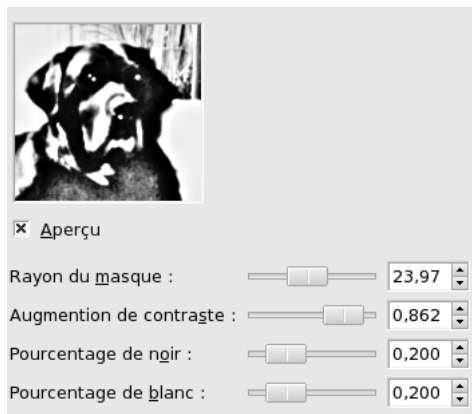 Aperçu
Rayon du masque : 23,97
Augmention de contraste : 0,862
Pourcentage de noir : 0,200
Pourcentage de blanc : 0,200